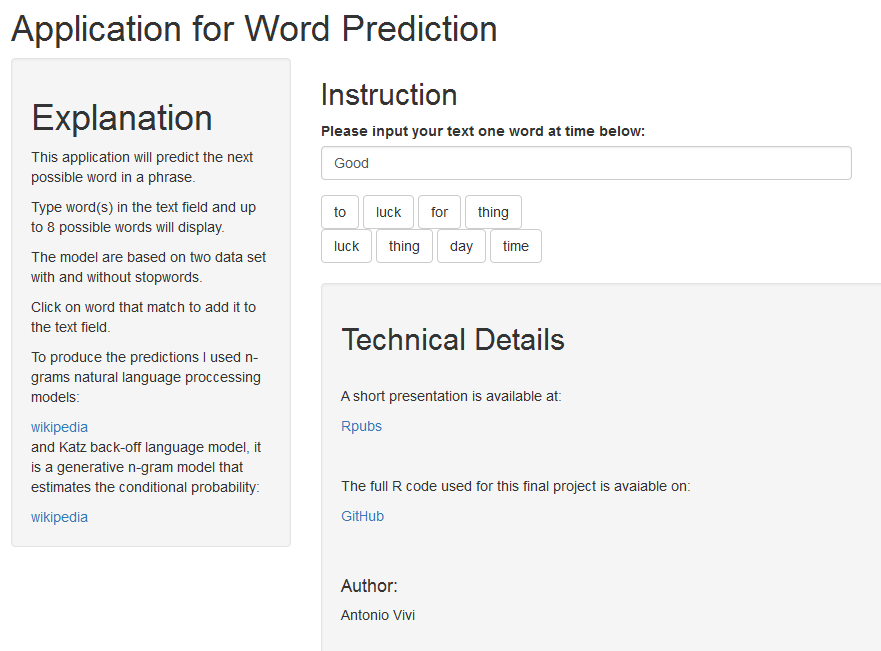 Application for Word Prediction
Explanation
This application will predict the next
possible word in a phrase.
Type word(s) in the text field and up
to 8 possible words will display.
The model are based on two data set
with and without stopwords.
Click on word that match to add it to
the text field.
To produce the predictions I used n-
grams natural language proccessing
models:
wikipedia
and Katz back-off language model, it
is a generative n-gram model that
estimates the conditional probability:
wikipedia
Instruction
Please input your text one word at time below:
Good
to luck for thing
luck thing day time
Technical Details
A short presentation is available at:
Rpubs
The full R code used for this final project is avaiable on:
GitHub
Author:
Antonio Vivi